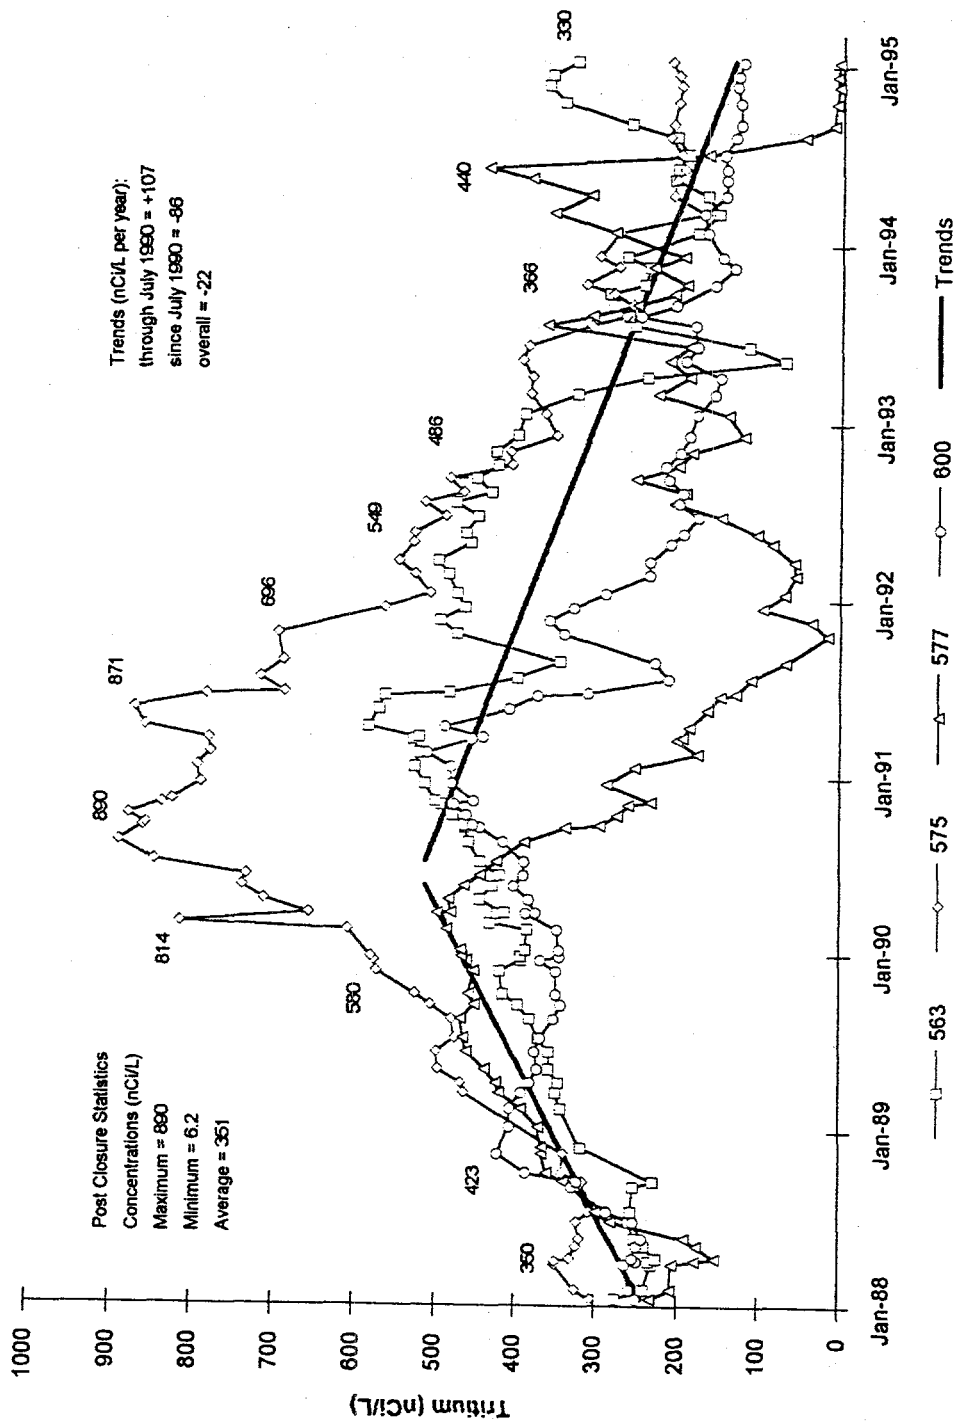 Tritium (nCi/L)
1000
900
800
700
600
500
400
300
200
100
0
Post Closure Statistics
Concentrations (nCi/L)
Maximum = 890
Minimum = 6.2
Average = 351
Trends (nCi/L per year):
through July 1990 = +107
since July 1990 = -86
overall = -22
350
423
580
814
890
871
696
549
486
366
440
330
Jan-88
Jan-89
Jan-90
Jan-91
Jan-92
Jan-93
Jan-94
Jan-95
563
575
577
600
Trends